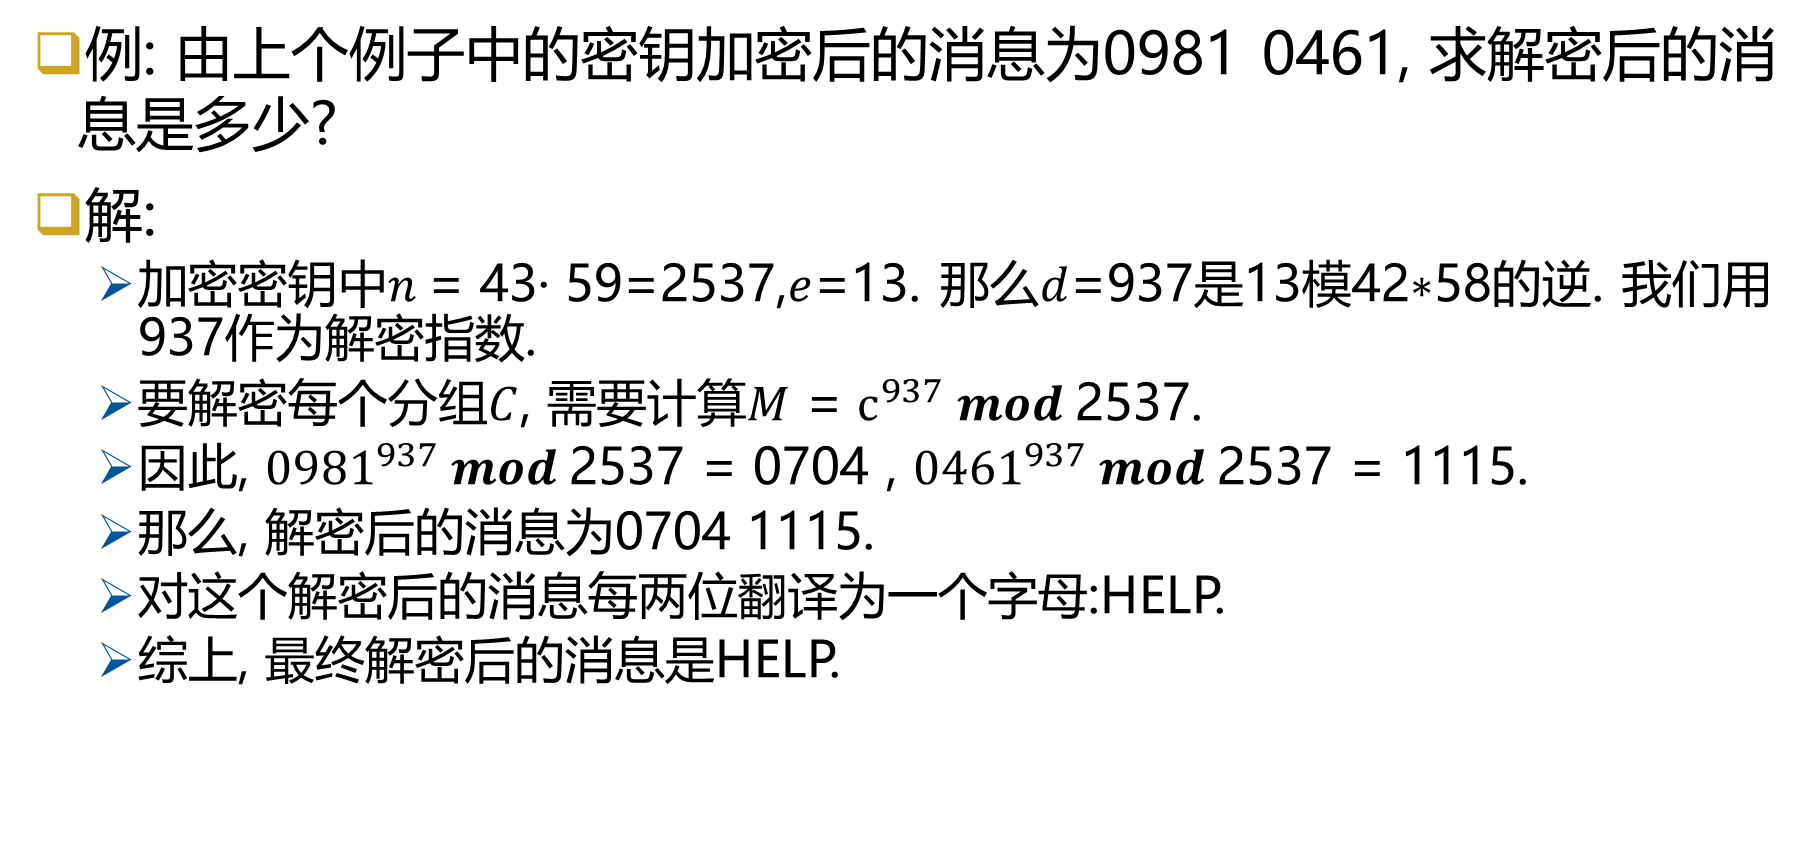 例: 由上个例子中的密钥加密后的消息为0981 0461, 求解密后的消
息是多少?
解:
加密密钥中n = 43· 59=2537,e=13. 那么d=937是13模42*58的逆. 我们用
937作为解密指数.
要解密每个分组C, 需要计算M = c⁹³⁷ mod 2537.
因此, 0981⁹³⁷ mod 2537 = 0704 , 0461⁹³⁷ mod 2537 = 1115.
那么, 解密后的消息为0704 1115.
对这个解密后的消息每两位翻译为一个字母:HELP.
综上, 最终解密后的消息是HELP.